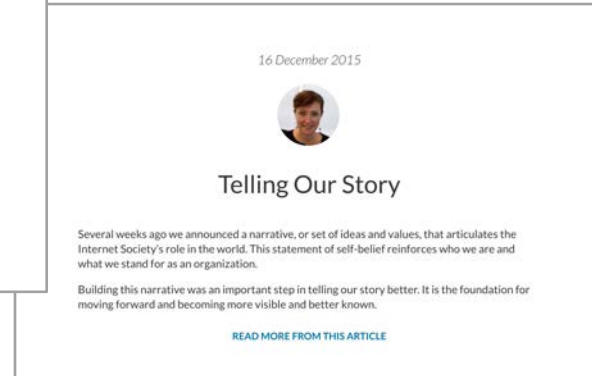 16 December 2015
Telling Our Story
Several weeks ago we announced a narrative, or set of ideas and values, that articulates the
Internet Society's role in the world. This statement of self-belief reinforces who we are and
what we stand for as an organization.
Building this narrative was an important step in telling our story better. It is the foundation for
moving forward and becoming more visible and better known.
READ MORE FROM THIS ARTICLE